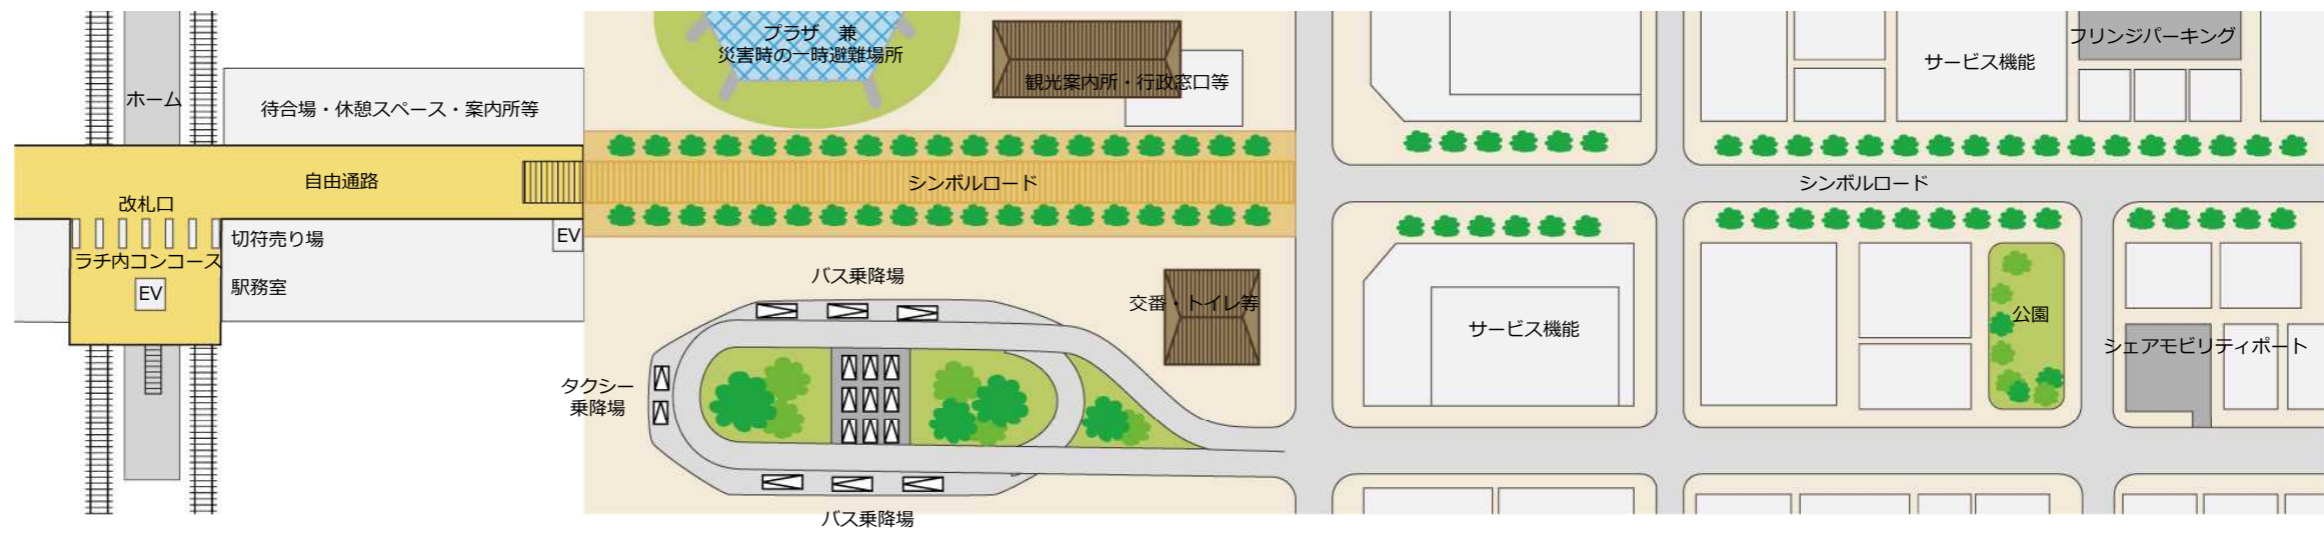 ホーム
待合場・休憩スペース・案内所等
自由通路
改札口
切符売り場
ラチ内コンコース
駅務室
EV
EV
プラザ 兼
災害時の一時避難場所
観光案内所・行政窓口等
シンボルロード
バス乗降場
交番・トイレ等
タクシー
乗降場
バス乗降場
サービス機能
フリンジパーキング
シンボルロード
サービス機能
公園
シェアモビリティポート